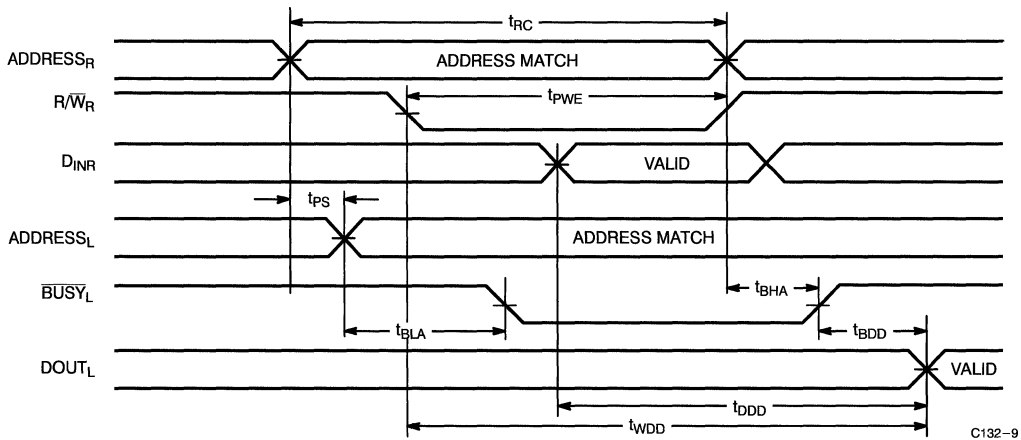 tRC
ADDRESSR ADDRESS MATCH
R/W̅R tPWE
DINR VALID
tPS
ADDRESSL ADDRESS MATCH
B̅U̅S̅Y̅L tBHA
tBLA tBDD
DOUTL VALID
tDDD
tWDD
C132-9